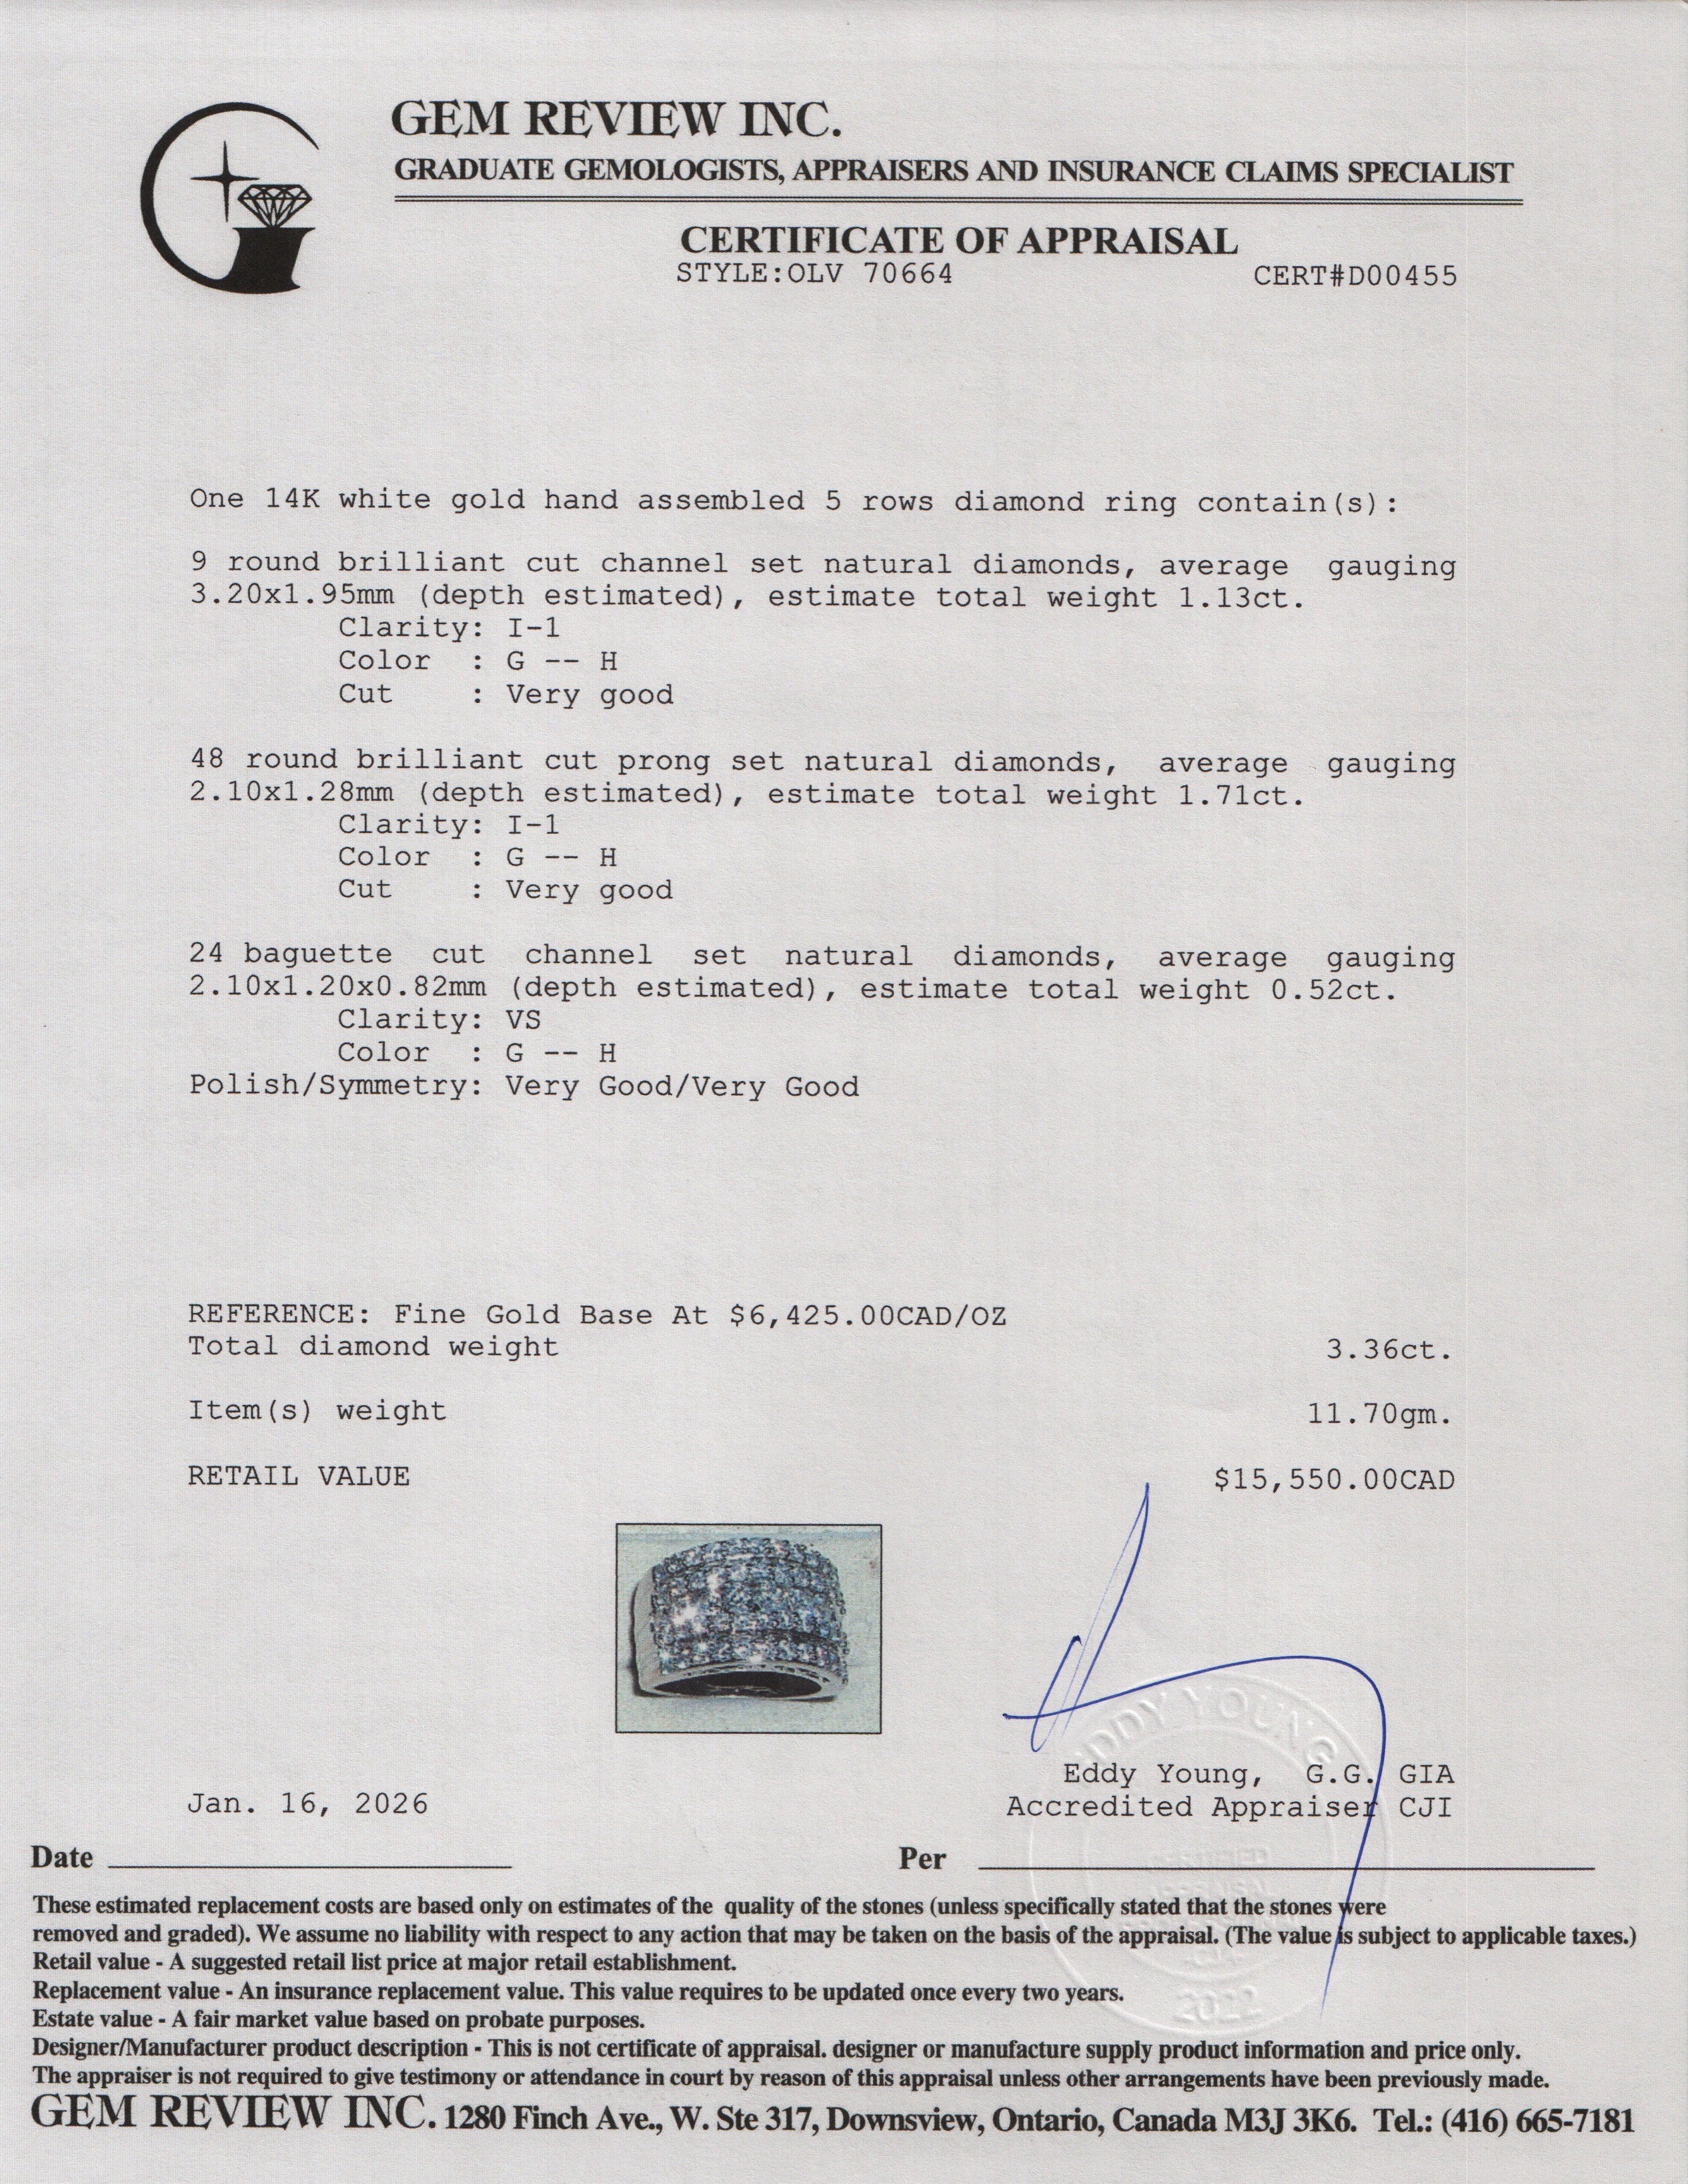 GEM REVIEW INC.
GRADUATE GEMOLOGISTS, APPRAISERS AND INSURANCE CLAIMS SPECIALIST
CERTIFICATE OF APPRAISAL
STYLE:OLV 70664 CERT#D00455
One 14K white gold hand assembled 5 rows diamond ring contain(s):
9 round brilliant cut channel set natural diamonds, average gauging
3.20x1.95mm (depth estimated), estimate total weight 1.13ct.
Clarity: I-1
Color : G -- H
Cut : Very good
48 round brilliant cut prong set natural diamonds, average gauging
2.10x1.28mm (depth estimated), estimate total weight 1.71ct.
Clarity: I-1
Color : G -- H
Cut : Very good
24 baguette cut channel set natural diamonds, average gauging
2.10x1.20x0.82mm (depth estimated), estimate total weight 0.52ct.
Clarity: VS
Color : G -- H
Polish/Symmetry: Very Good/Very Good
REFERENCE: Fine Gold Base At $6,425.00CAD/OZ
Total diamond weight 3.36ct.
Item(s) weight 11.70gm.
RETAIL VALUE $15,550.00CAD
EDDY YOUNG
Eddy Young, G.G. GIA
Jan. 16, 2026 Accredited Appraiser CJI
Date Per
2022
These estimated replacement costs are based only on estimates of the quality of the stones (unless specifically stated that the stones were
removed and graded). We assume no liability with respect to any action that may be taken on the basis of the appraisal. (The value is subject to applicable taxes.)
Retail value - A suggested retail list price at major retail establishment.
Replacement value - An insurance replacement value. This value requires to be updated once every two years.
Estate value - A fair market value based on probate purposes.
Designer/Manufacturer product description - This is not certificate of appraisal. designer or manufacture supply product information and price only.
The appraiser is not required to give testimony or attendance in court by reason of this appraisal unless other arrangements have been previously made.
GEM REVIEW INC. 1280 Finch Ave., W. Ste 317, Downsview, Ontario, Canada M3J 3K6. Tel.: (416) 665-7181